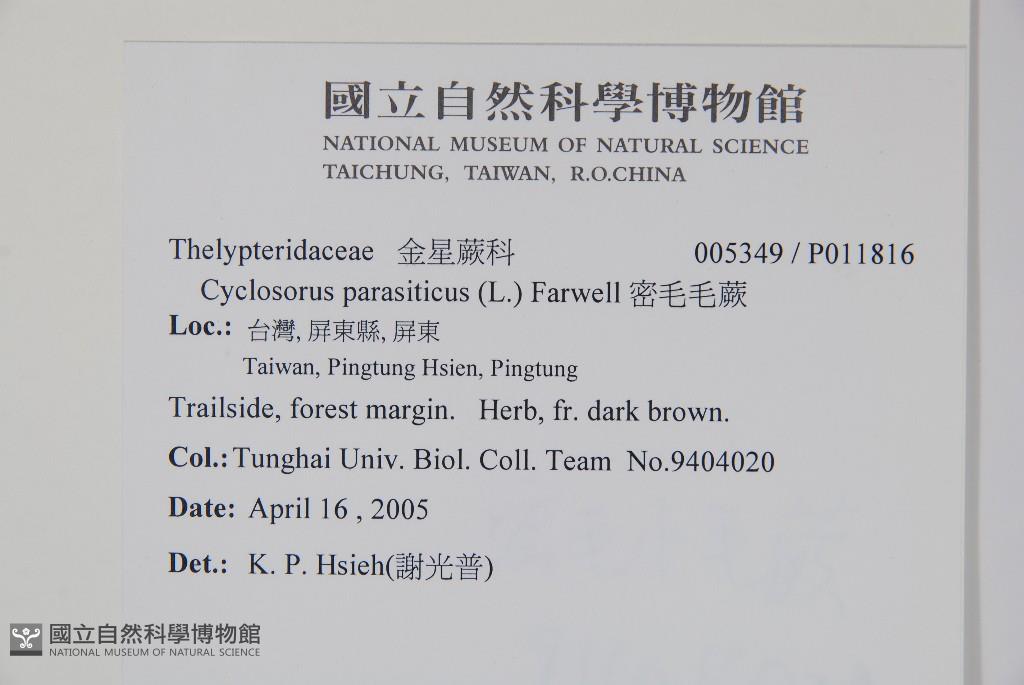 國立自然科學博物館
NATIONAL MUSEUM OF NATURAL SCIENCE
TAICHUNG, TAIWAN, R.O.CHINA
Thelypteridaceae 金星蕨科 005349 / P011816
Cyclosorus parasiticus (L.) Farwell 密毛毛蕨
Loc.: 台灣, 屏東縣, 屏東
Taiwan, Pingtung Hsien, Pingtung
Trailside, forest margin. Herb, fr. dark brown.
Col.: Tunghai Univ. Biol. Coll. Team No.9404020
Date: April 16 , 2005
Det.: K. P. Hsieh(謝光普)
國立自然科學博物館
NATIONAL MUSEUM OF NATURAL SCIENCE